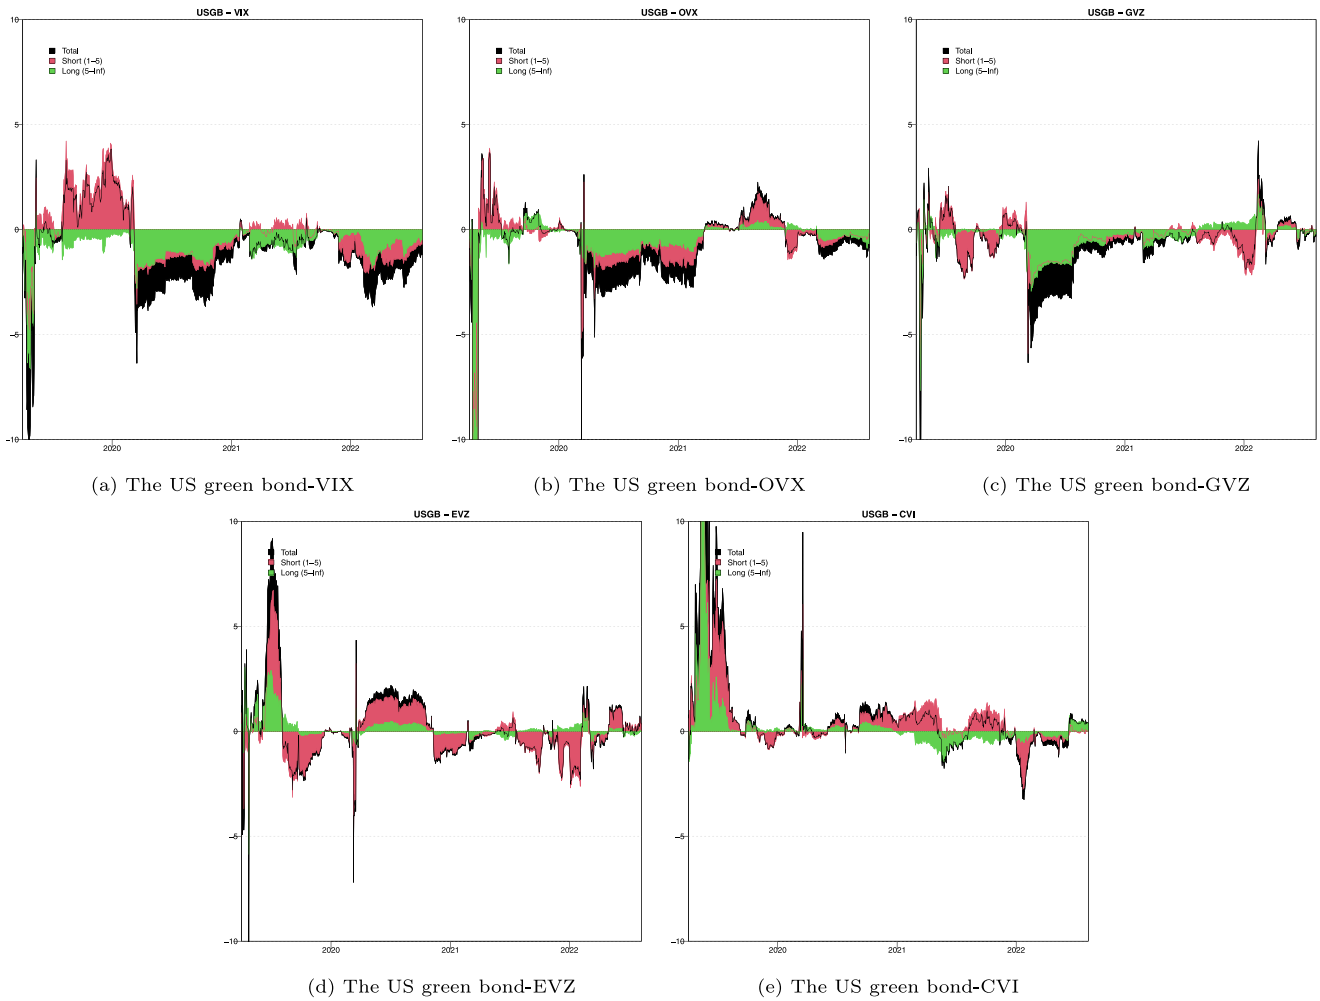 USGB – VIX
10
5
0
−5
−10
Total
Short (1–5)
Long (5–Inf)
2020
2021
2022
(a) The US green bond-VIX
USGB – OVX
10
5
0
−5
−10
Total
Short (1–5)
Long (5–Inf)
2020
2021
2022
(b) The US green bond-OVX
USGB – GVZ
10
5
0
−5
−10
Total
Short (1–5)
Long (5–Inf)
2020
2021
2022
(c) The US green bond-GVZ
USGB – EVZ
10
5
0
−5
−10
Total
Short (1–5)
Long (5–Inf)
2020
2021
2022
(d) The US green bond-EVZ
USGB – CVI
10
5
0
−5
−10
Total
Short (1–5)
Long (5–Inf)
2020
2021
2022
(e) The US green bond-CVI